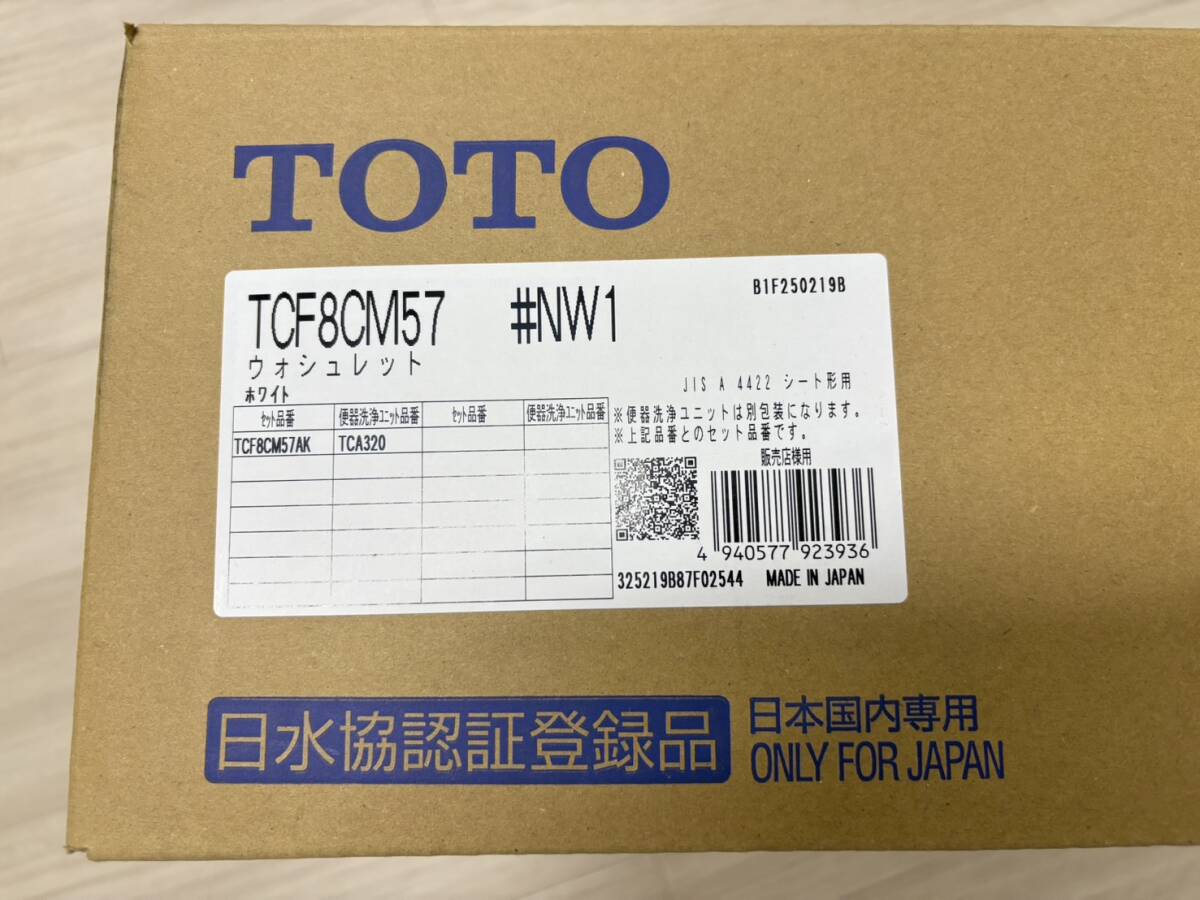 TOTO
TCF8CM57 #NW1 B1F250219B
ウォシュレット
ホワイト
JIS A 4422 シート形用
セット品番 便器洗浄ユニット品番 セット品番 便器洗浄ユニット品番
TCF8CM57AK TCA320
※便器洗浄ユニットは別包装になります。
※上記品番とのセット品番です。
販売店様用
4 940577 923936
325219B87F02544 MADE IN JAPAN
日水協認証登録品
日本国内専用
ONLY FOR JAPAN